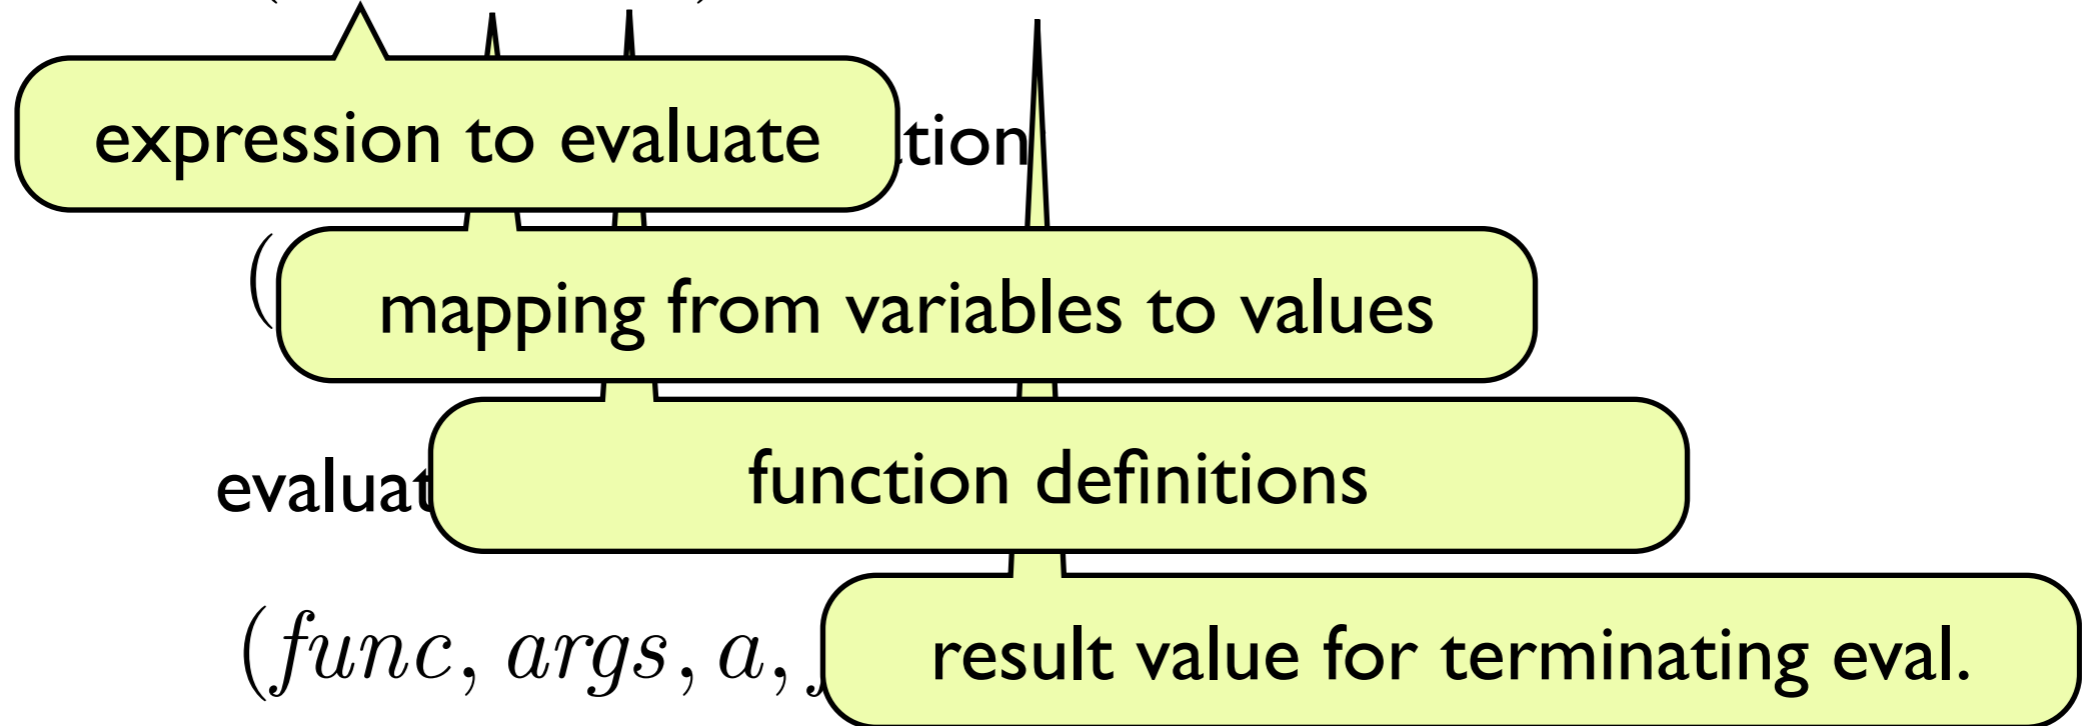 expression to evaluate tion
( mapping from variables to values
evaluat function definitions
(func, args, a, result value for terminating eval.